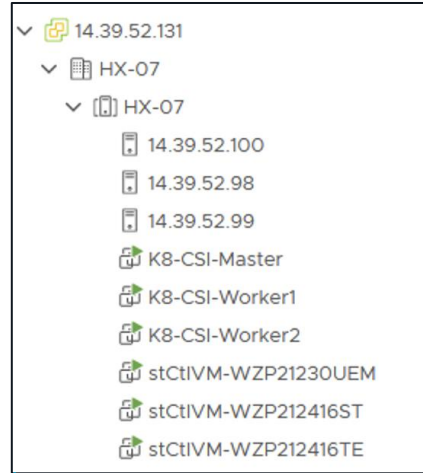 14.39.52.131
HX-07
HX-07
14.39.52.100
14.39.52.98
14.39.52.99
K8-CSI-Master
K8-CSI-Worker1
K8-CSI-Worker2
stCtlVM-WZP21230UEM
stCtlVM-WZP212416ST
stCtlVM-WZP212416TE